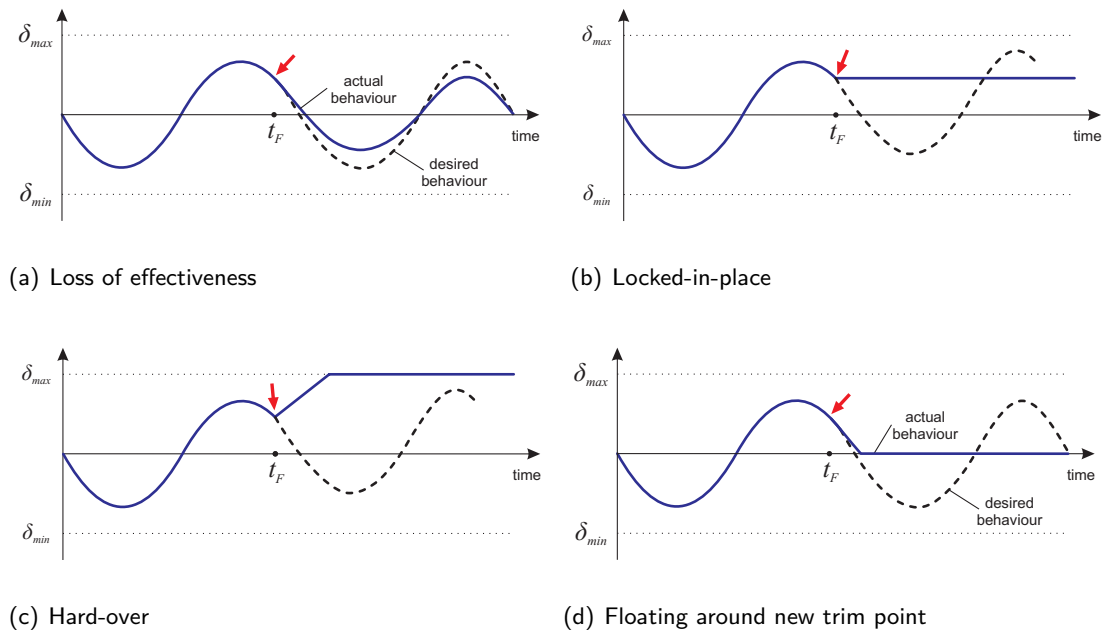 δmax
actual
behaviour
tF
time
desired
behaviour
δmin
(a) Loss of effectiveness
δmax
tF
time
δmin
(b) Locked-in-place
δmax
tF
time
δmin
(c) Hard-over
δmax
actual
behaviour
tF
time
desired
behaviour
δmin
(d) Floating around new trim point